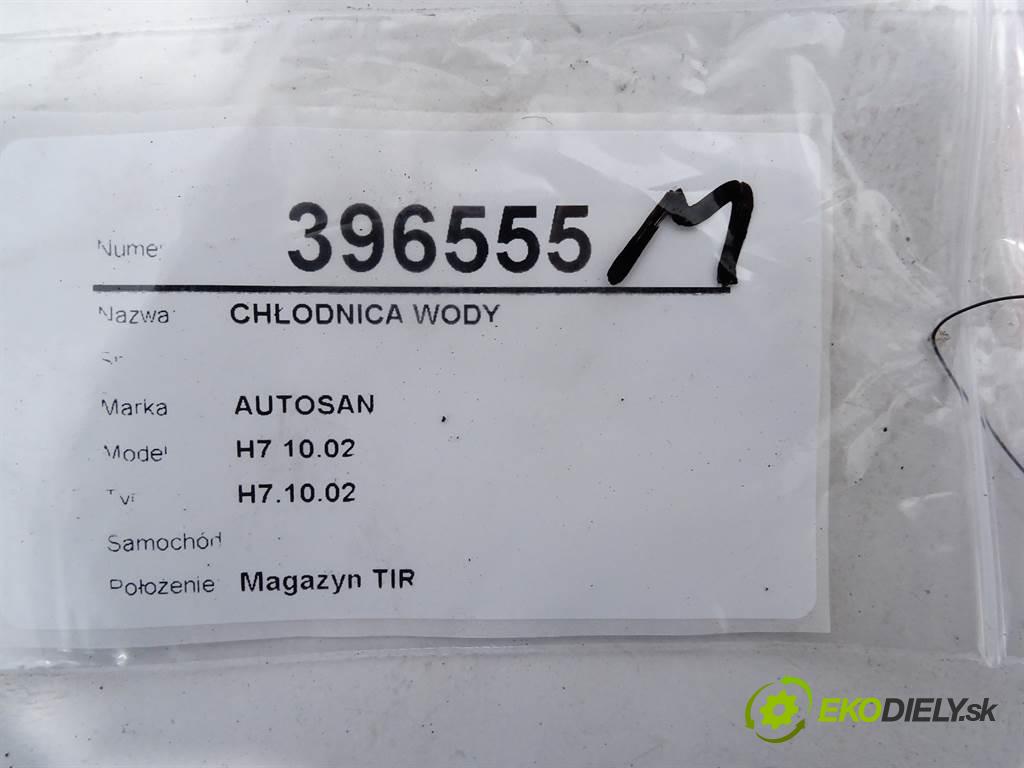 Numer 396555 M
Nazwa CHŁODNICA WODY
Marka AUTOSAN
Model H7 10.02
H7.10.02
Samochód
Położenie Magazyn TIR
EKODIELY.sk